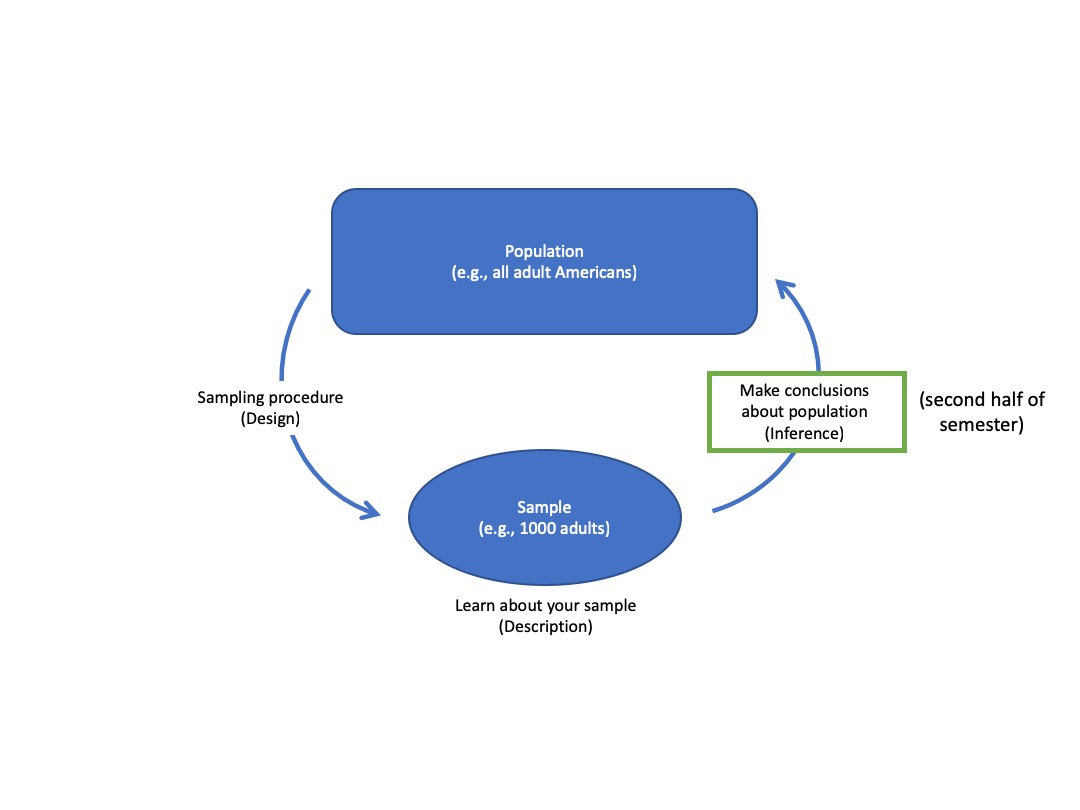 Population
(e.g., all adult Americans)
Sampling procedure
(Design)
Make conclusions
about population
(Inference)
(second half of
semester)
Sample
(e.g., 1000 adults)
Learn about your sample
(Description)